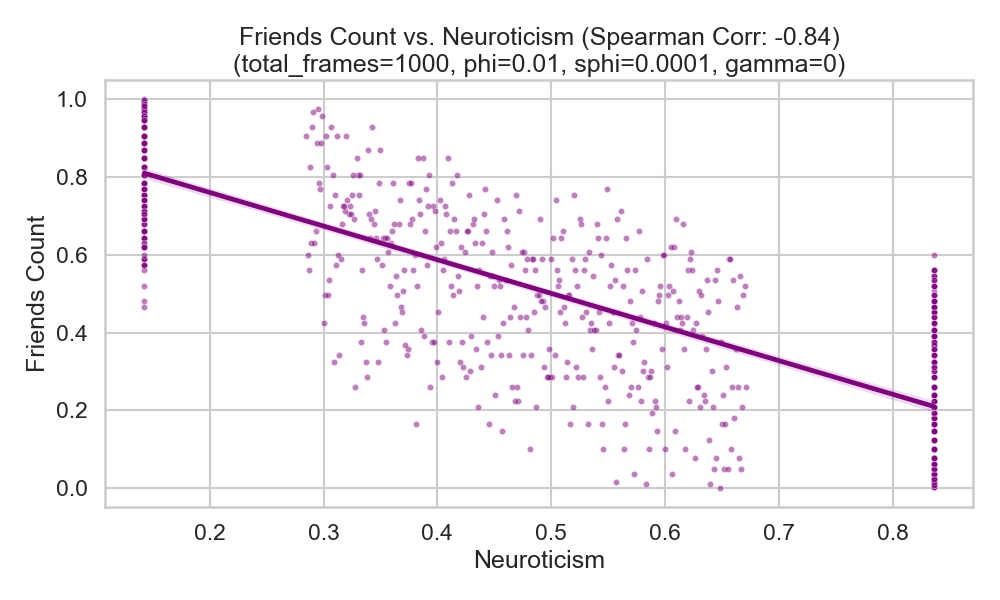 Friends Count vs. Neuroticism (Spearman Corr: -0.84)
(total_frames=1000, phi=0.01, sphi=0.0001, gamma=0)
1.0
0.8
0.6
0.4
0.2
0.0
Friends Count
0.2 0.3 0.4 0.5 0.6 0.7 0.8
Neuroticism